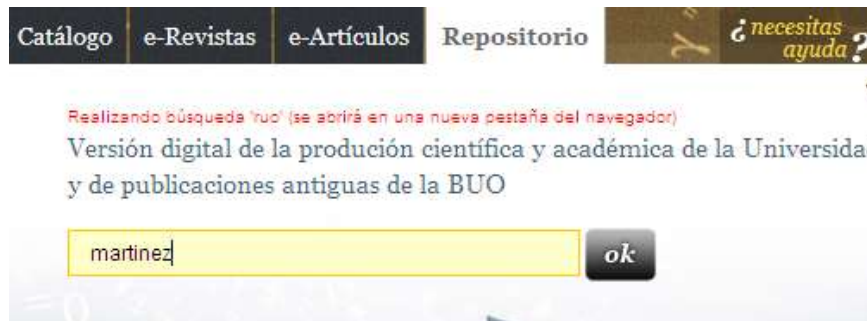 Catálogo e-Revistas e-Artículos Repositorio ¿necesitas
ayuda?
Realizando búsqueda 'ruo' (se abrirá en una nueva pestaña del navegador)
Versión digital de la produción científica y académica de la Universida
y de publicaciones antiguas de la BUO
martinez ok